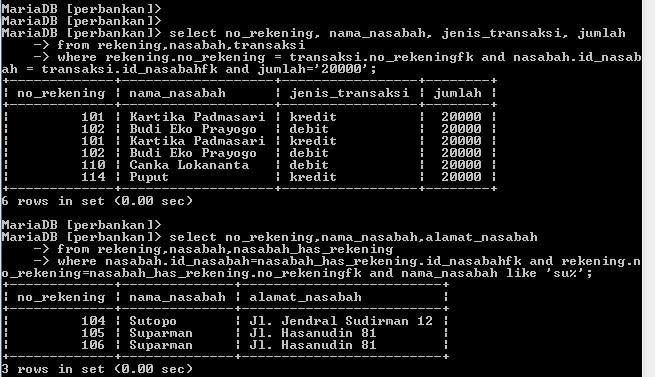 MariaDB [perbankan]>
MariaDB [perbankan]>
MariaDB [perbankan]> select no_rekening, nama_nasabah, jenis_transaksi, jumlah
    -> from rekening,nasabah,transaksi
    -> where rekening.no_rekening = transaksi.no_rekeningfk and nasabah.id_nasab
ah = transaksi.id_nasabahfk and jumlah='20000';
+-------------+------------------+-----------------+--------+
| no_rekening | nama_nasabah     | jenis_transaksi | jumlah |
+-------------+------------------+-----------------+--------+
|         101 | Kartika Padmasari | kredit          |  20000 |
|         102 | Budi Eko Prayogo  | debit           |  20000 |
|         101 | Kartika Padmasari | kredit          |  20000 |
|         102 | Budi Eko Prayogo  | debit           |  20000 |
|         110 | Canka Lokananta   | debit           |  20000 |
|         114 | Puput             | kredit          |  20000 |
+-------------+------------------+-----------------+--------+
6 rows in set (0.00 sec)
MariaDB [perbankan]>
MariaDB [perbankan]> select no_rekening,nama_nasabah,alamat_nasabah
    -> from rekening,nasabah,nasabah_has_rekening
    -> where nasabah.id_nasabah=nasabah_has_rekening.id_nasabahfk and rekening.n
o_rekening=nasabah_has_rekening.no_rekeningfk and nama_nasabah like 'su%';
+-------------+--------------+-------------------------+
| no_rekening | nama_nasabah | alamat_nasabah          |
+-------------+--------------+-------------------------+
|         104 | Sutopo       | Jl. Jendral Sudirman 12 |
|         105 | Suparman     | Jl. Hasanudin 81        |
|         106 | Suparman     | Jl. Hasanudin 81        |
+-------------+--------------+-------------------------+
3 rows in set (0.00 sec)